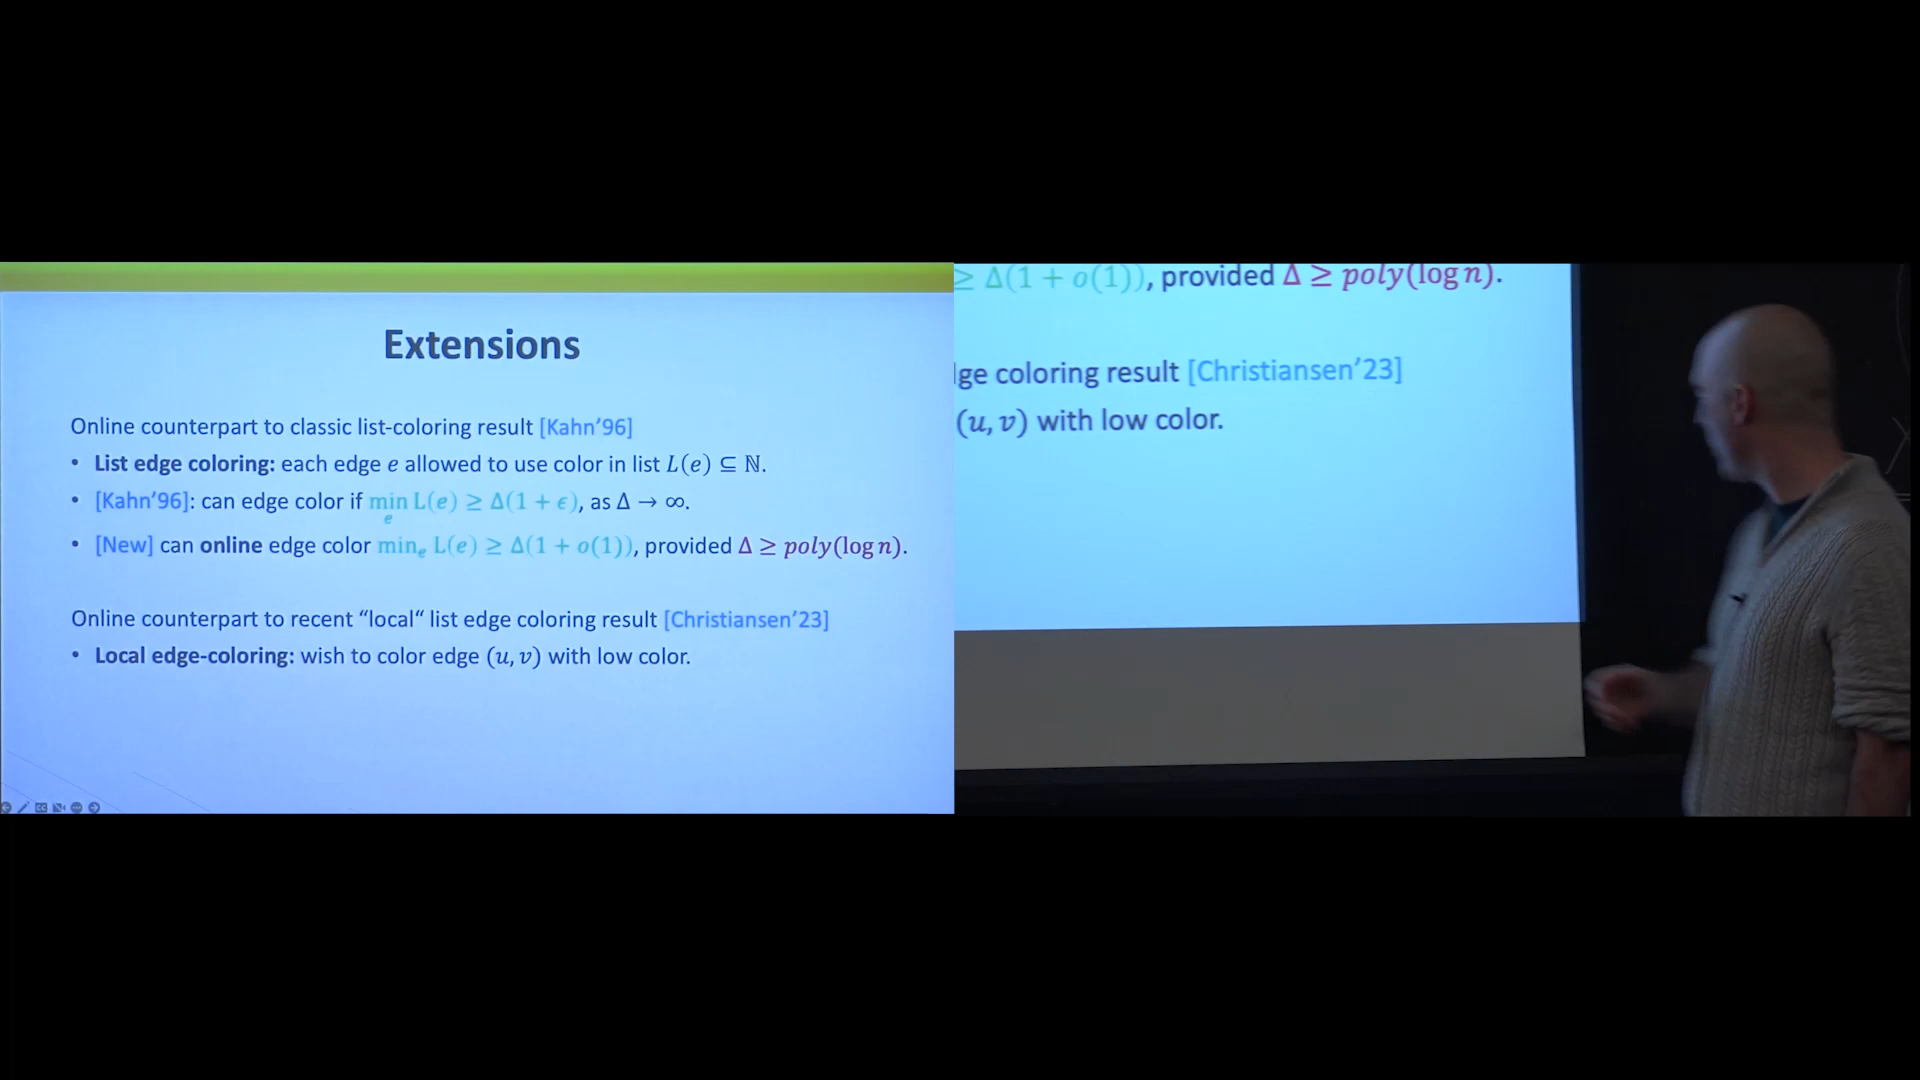 Extensions
Online counterpart to classic list-coloring result [Kahn’96]
• List edge coloring: each edge e allowed to use color in list L(e) ⊆ ℕ.
• [Kahn’96]: can edge color if min_e L(e) ≥ Δ(1 + ϵ), as Δ → ∞.
• [New] can online edge color min_e L(e) ≥ Δ(1 + o(1)), provided Δ ≥ poly(log n).
Online counterpart to recent “local“ list edge coloring result [Christiansen’23]
• Local edge-coloring: wish to color edge (u, v) with low color.
≥ Δ(1 + o(1)), provided Δ ≥ poly(log n).
ge coloring result [Christiansen’23]
(u, v) with low color.